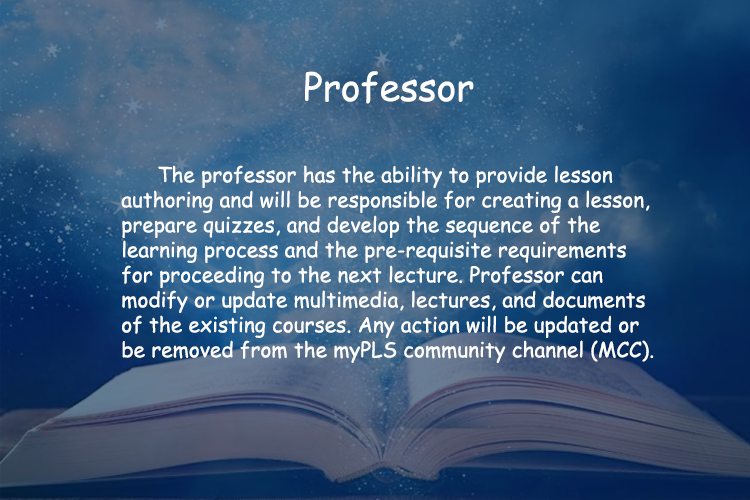 Professor
The professor has the ability to provide lesson
authoring and will be responsible for creating a lesson,
prepare quizzes, and develop the sequence of the
learning process and the pre-requisite requirements
for proceeding to the next lecture. Professor can
modify or update multimedia, lectures, and documents
of the existing courses. Any action will be updated or
be removed from the myPLS community channel (MCC).